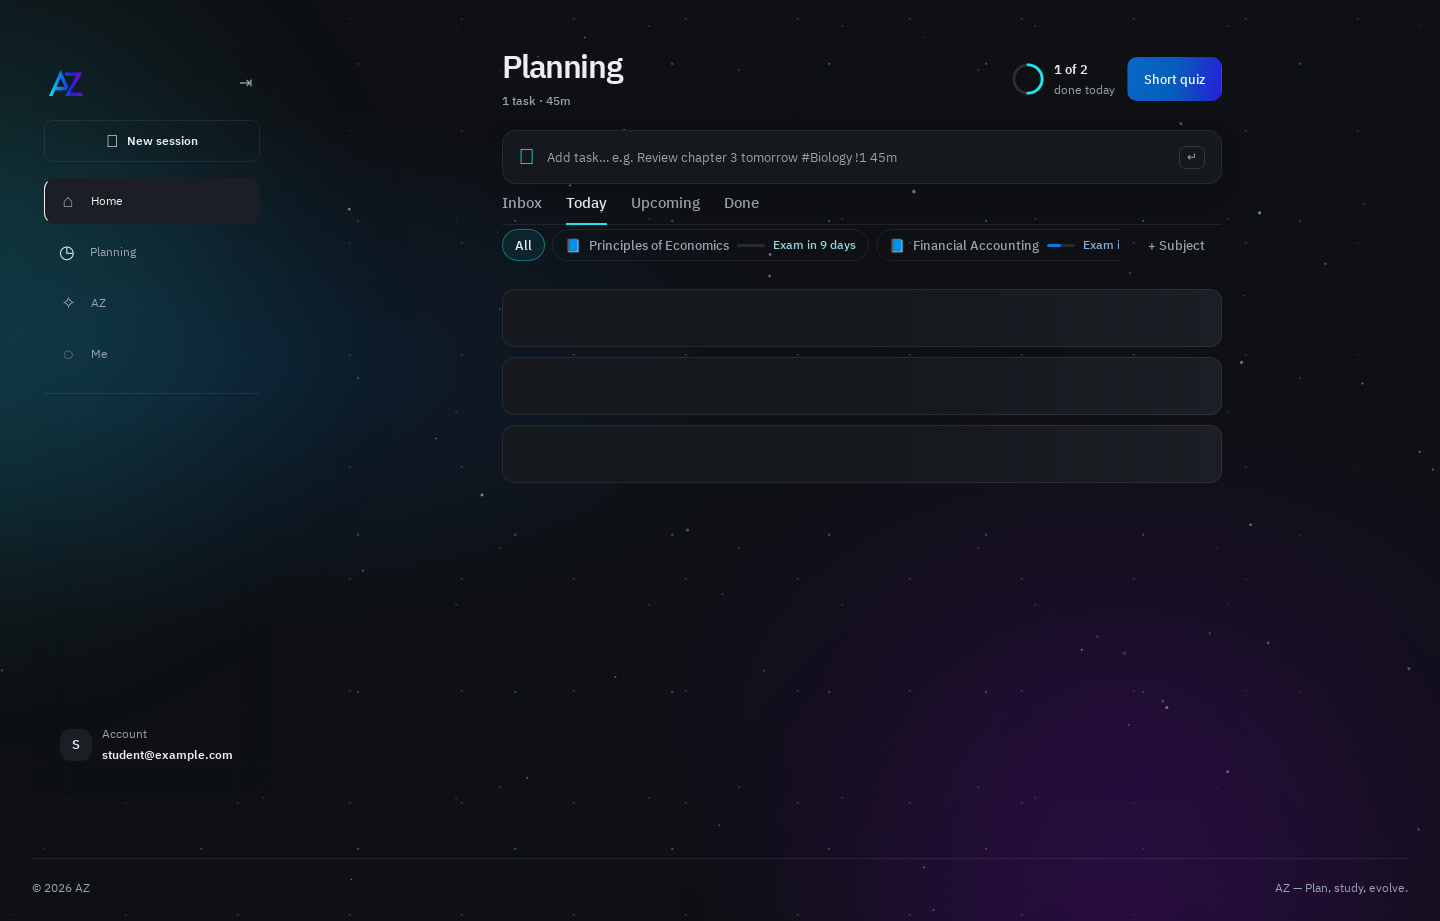 AZ
New session
Home
Planning
AZ
Me
Account
S
student@example.com
Planning
1 task · 45m
1 of 2
done today
Short quiz
Add task... e.g. Review chapter 3 tomorrow #Biology !1 45m
Inbox Today Upcoming Done
All Principles of Economics Exam in 9 days Financial Accounting Exam i + Subject
© 2026 AZ
AZ — Plan, study, evolve.